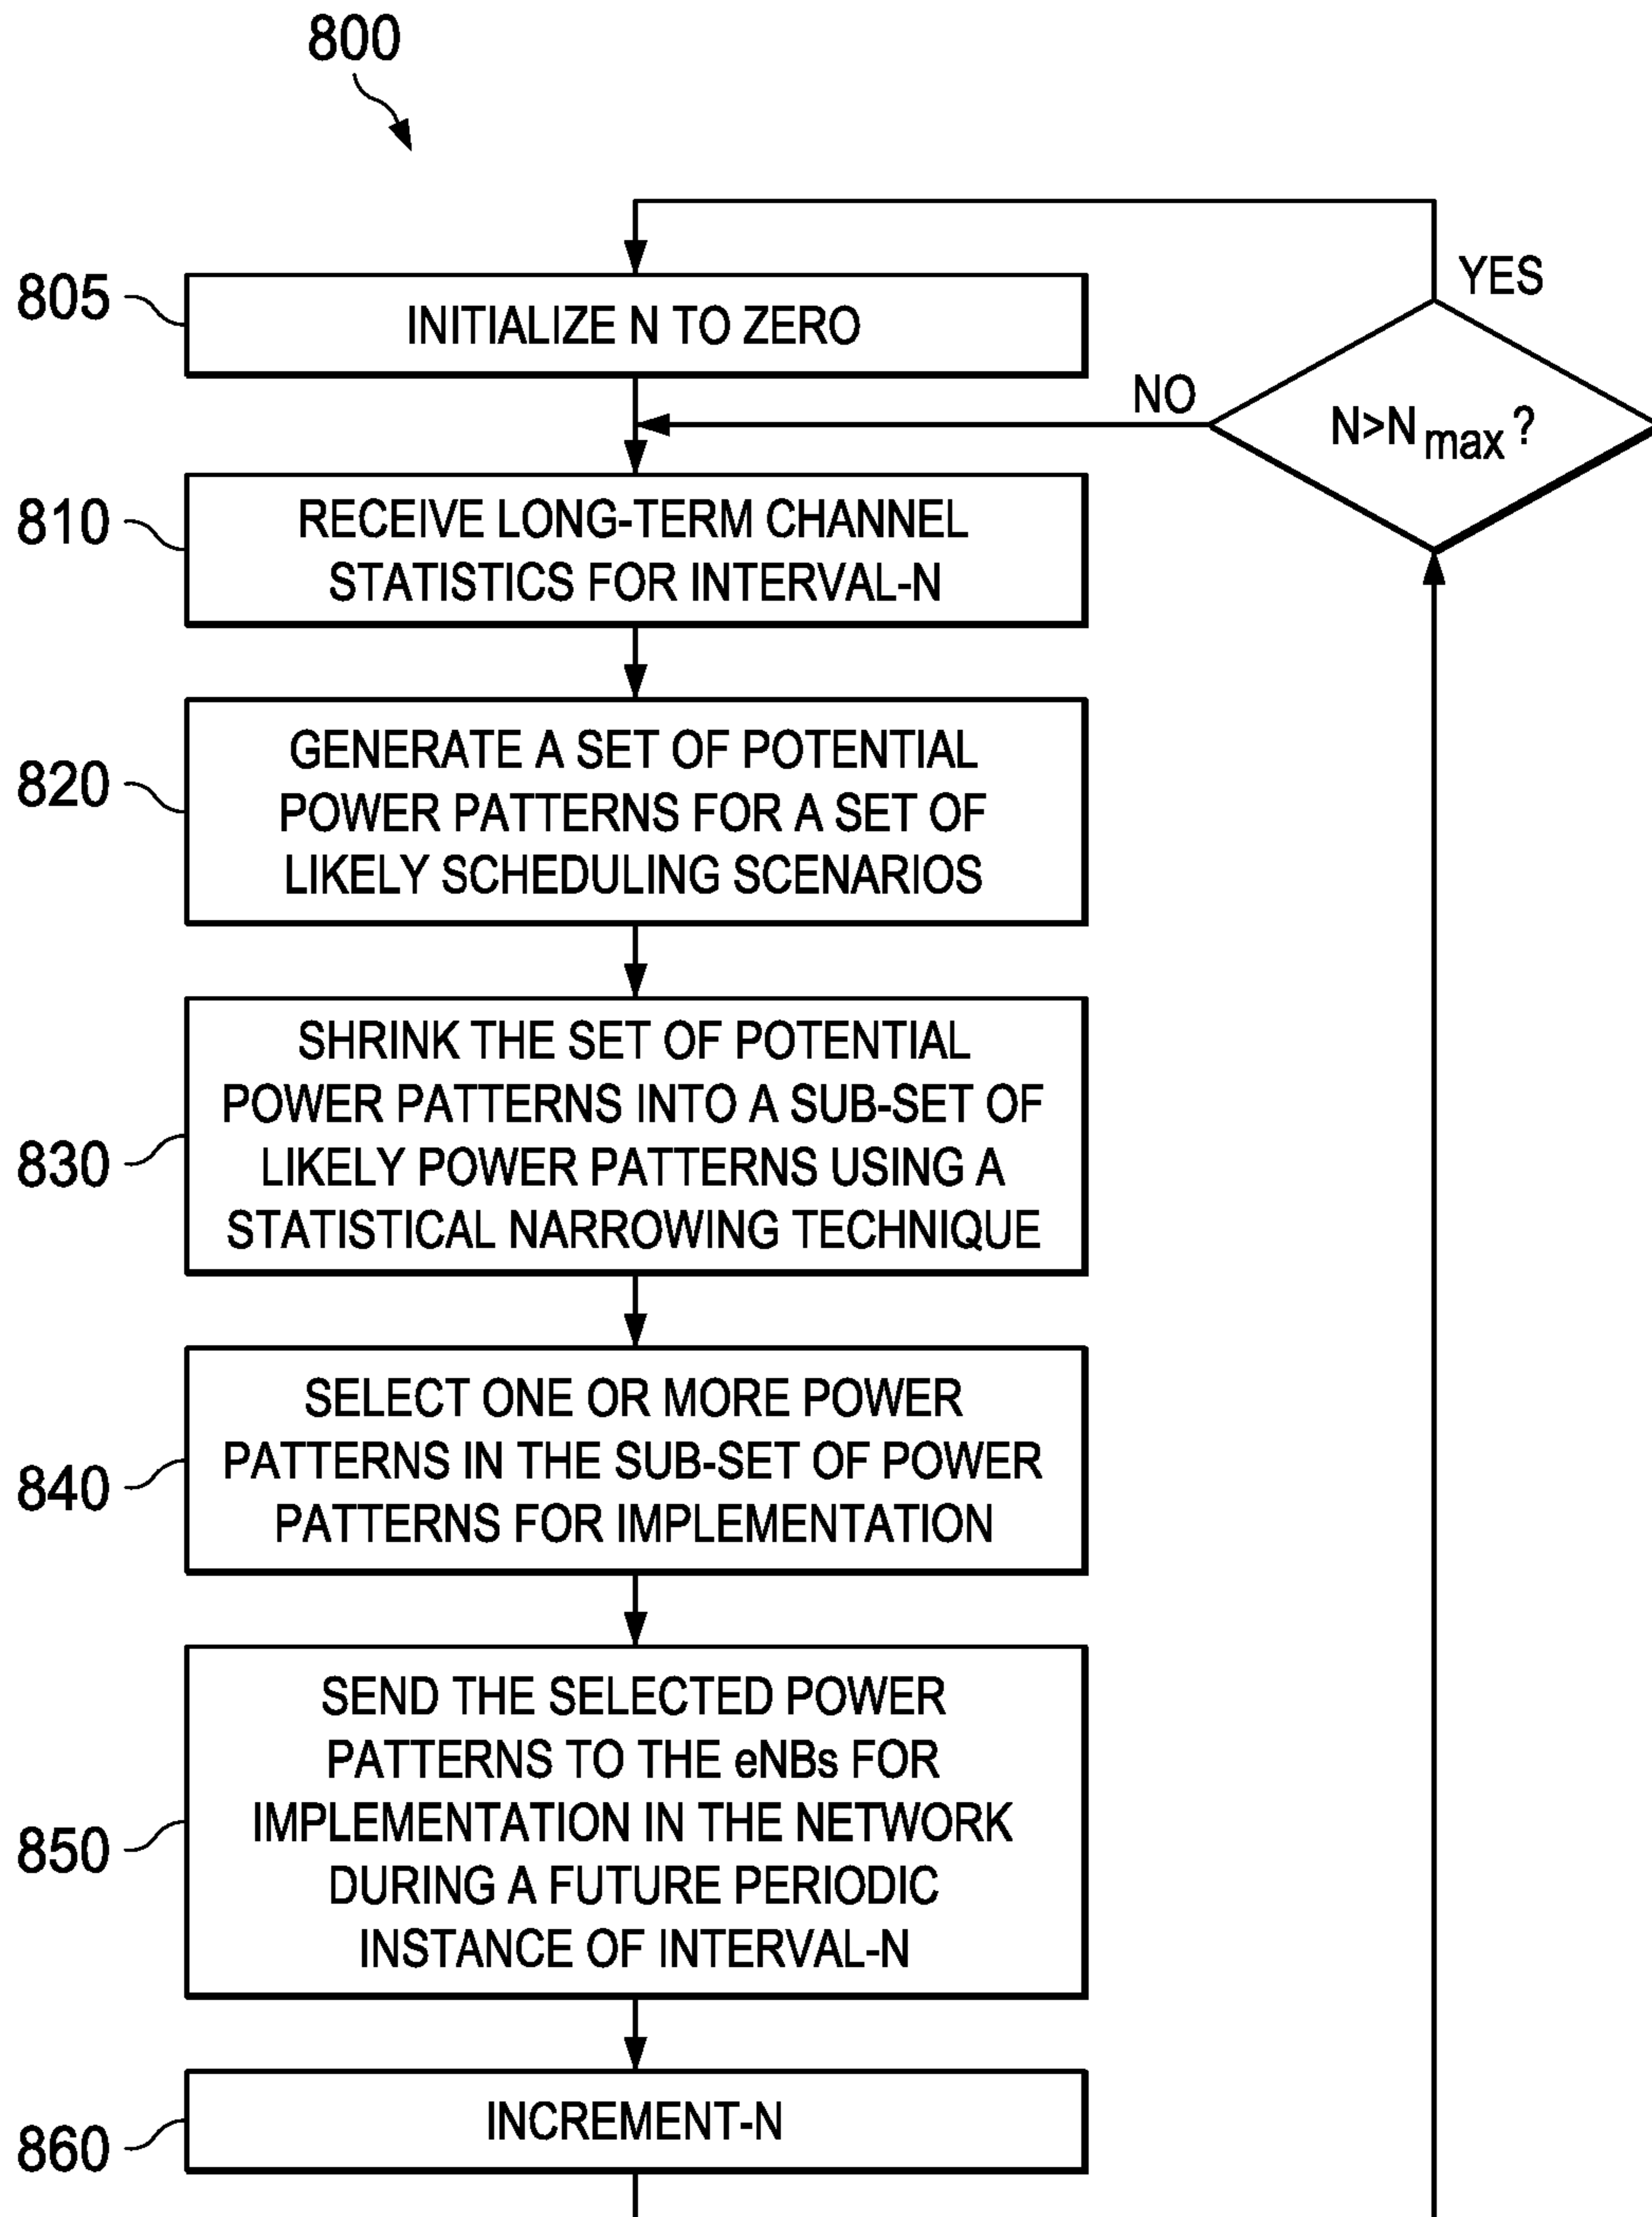 800
805
INITIALIZE N TO ZERO
YES
NO
N>Nmax?
810
RECEIVE LONG-TERM CHANNEL
STATISTICS FOR INTERVAL-N
820
GENERATE A SET OF POTENTIAL
POWER PATTERNS FOR A SET OF
LIKELY SCHEDULING SCENARIOS
830
SHRINK THE SET OF POTENTIAL
POWER PATTERNS INTO A SUB-SET OF
LIKELY POWER PATTERNS USING A
STATISTICAL NARROWING TECHNIQUE
840
SELECT ONE OR MORE POWER
PATTERNS IN THE SUB-SET OF POWER
PATTERNS FOR IMPLEMENTATION
850
SEND THE SELECTED POWER
PATTERNS TO THE eNBs FOR
IMPLEMENTATION IN THE NETWORK
DURING A FUTURE PERIODIC
INSTANCE OF INTERVAL-N
860
INCREMENT-N